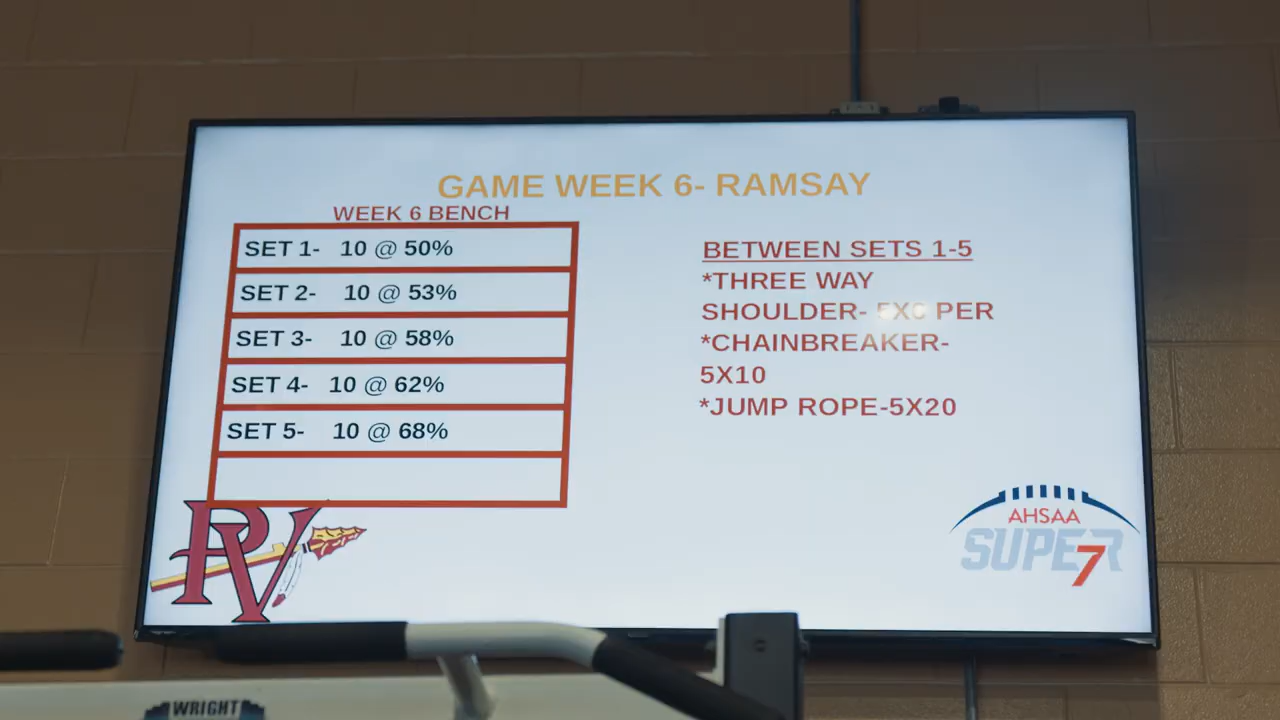 GAME WEEK 6- RAMSAY
WEEK 6 BENCH
SET 1- 10 @ 50%
SET 2- 10 @ 53%
SET 3- 10 @ 58%
SET 4- 10 @ 62%
SET 5- 10 @ 68%
BETWEEN SETS 1-5
*THREE WAY
SHOULDER- PER
*CHAINBREAKER-
5X10
*JUMP ROPE-5X20
RV
AHSAA
SUPER
7
WRIGHT